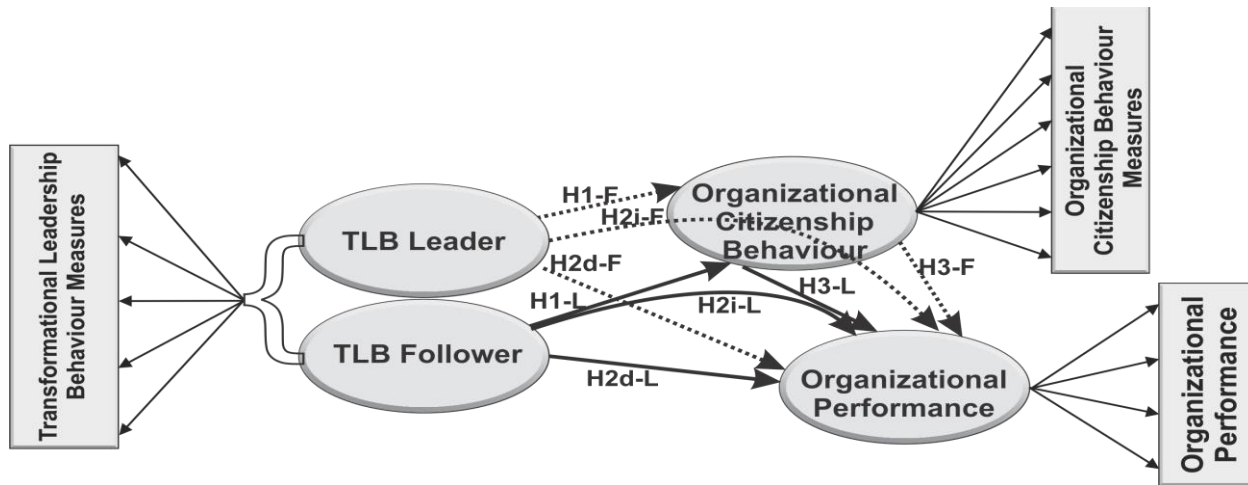 Transformational Leadership
Behaviour Measures
TLB Leader
TLB Follower
H1-F
H2i-F
H2d-F
H1-L
H2i-L
H2d-L
Organizational
Citizenship
Behaviour
H3-F
H3-L
Organizational
Performance
Organizational
Citizenship Behaviour
Measures
Organizational
Performance